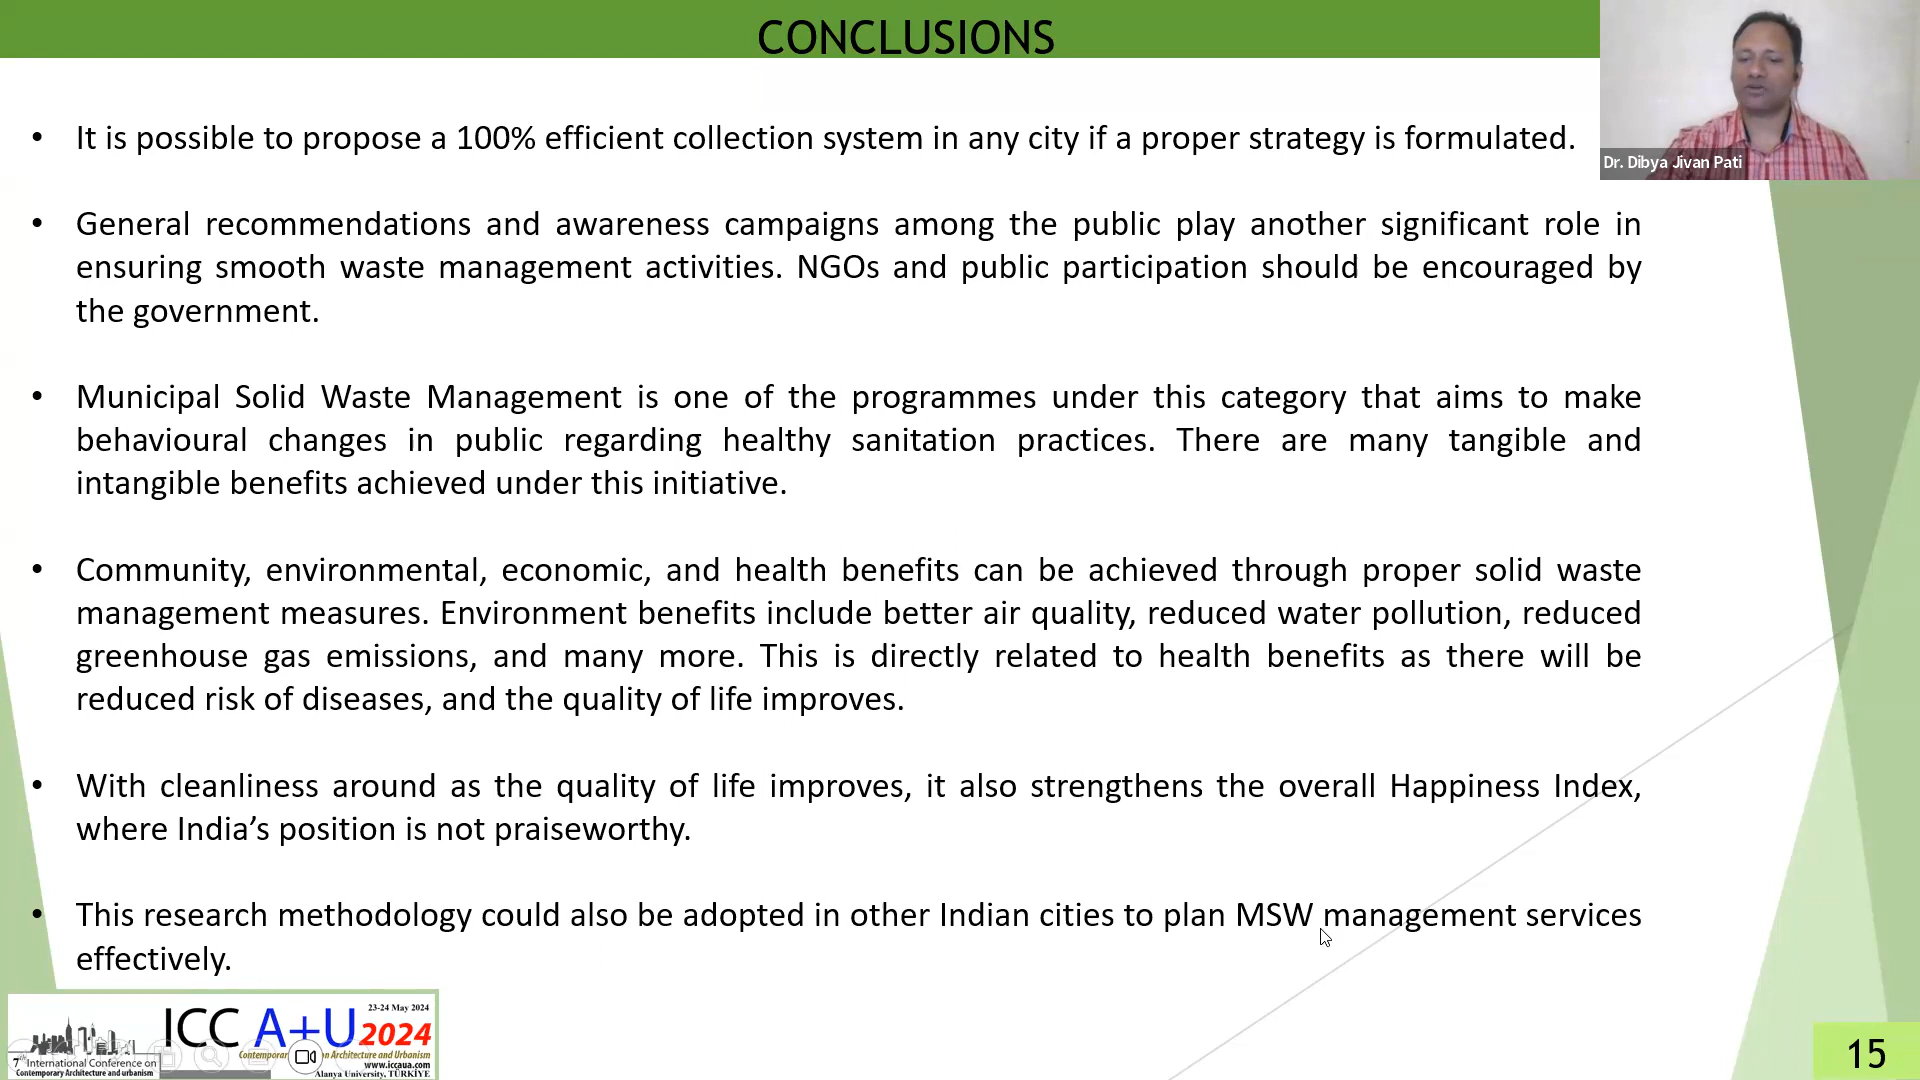 CONCLUSIONS
Dr. Dibya Jivan Pati
• It is possible to propose a 100% efficient collection system in any city if a proper strategy is formulated.
• General recommendations and awareness campaigns among the public play another significant role in
ensuring smooth waste management activities. NGOs and public participation should be encouraged by
the government.
• Municipal Solid Waste Management is one of the programmes under this category that aims to make
behavioural changes in public regarding healthy sanitation practices. There are many tangible and
intangible benefits achieved under this initiative.
• Community, environmental, economic, and health benefits can be achieved through proper solid waste
management measures. Environment benefits include better air quality, reduced water pollution, reduced
greenhouse gas emissions, and many more. This is directly related to health benefits as there will be
reduced risk of diseases, and the quality of life improves.
• With cleanliness around as the quality of life improves, it also strengthens the overall Happiness Index,
where India’s position is not praiseworthy.
• This research methodology could also be adopted in other Indian cities to plan MSW management services
effectively.
23-24 May 2024
ICC A+U 2024
Contemporary n Architecture and Urbanism
7th International Conference on
Contemporary Architecture and urbanism
www.iccaua.com
Alanya University, TÜRKİYE
15